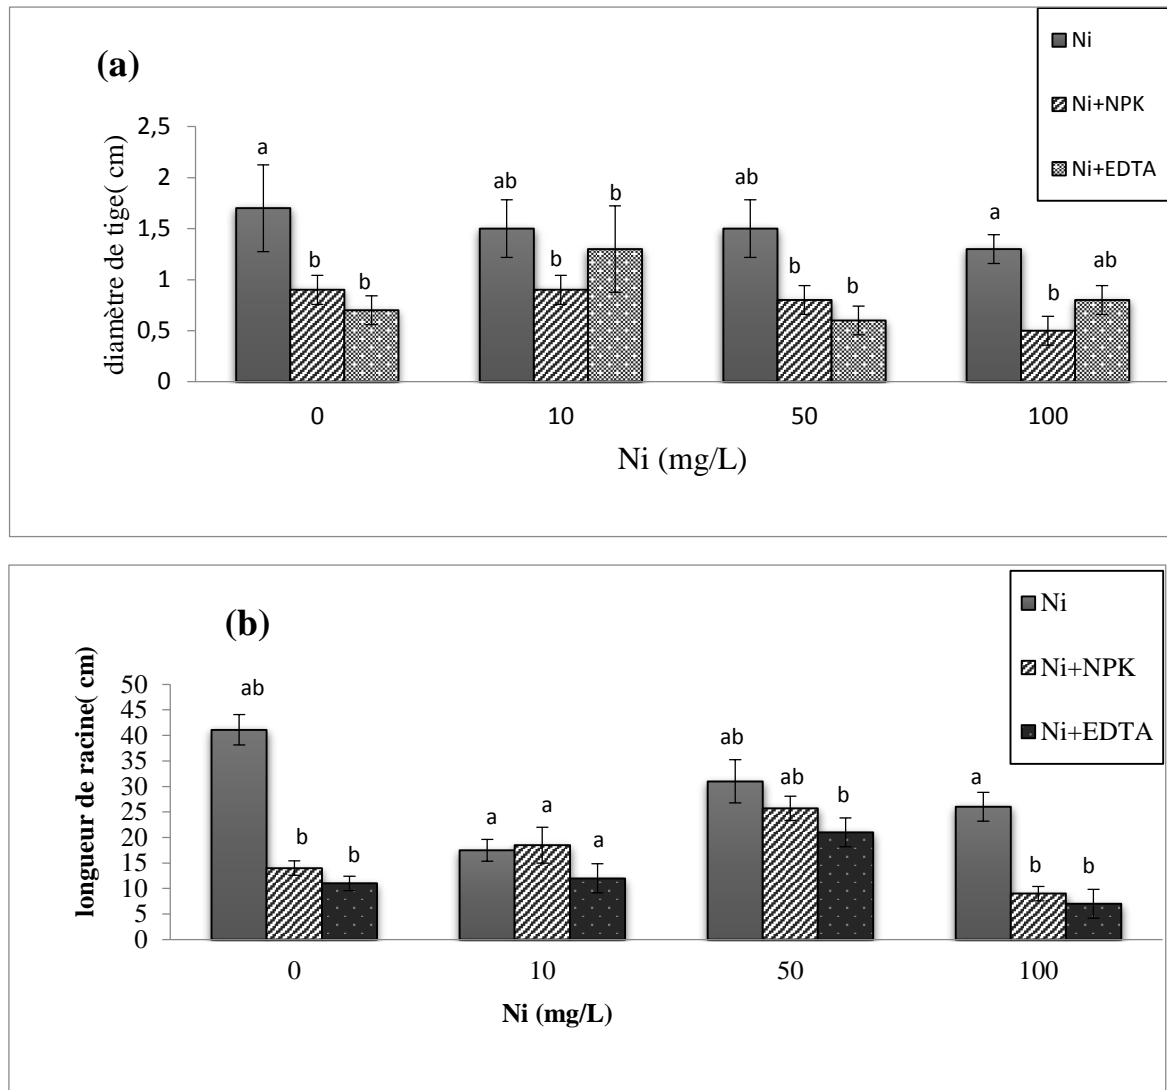 (a)
Ni
Ni+NPK
Ni+EDTA
diamètre de tige( cm)
2,5
2
1,5
1
0,5
0
a
b
b
ab
b
b
ab
b
b
a
b
ab
0 10 50 100
Ni (mg/L)
(b)
Ni
Ni+NPK
Ni+EDTA
longueur de racine( cm)
50
45
40
35
30
25
20
15
10
5
0
ab
b
b
a
a
a
ab
ab
b
a
b
b
0 10 50 100
Ni (mg/L)